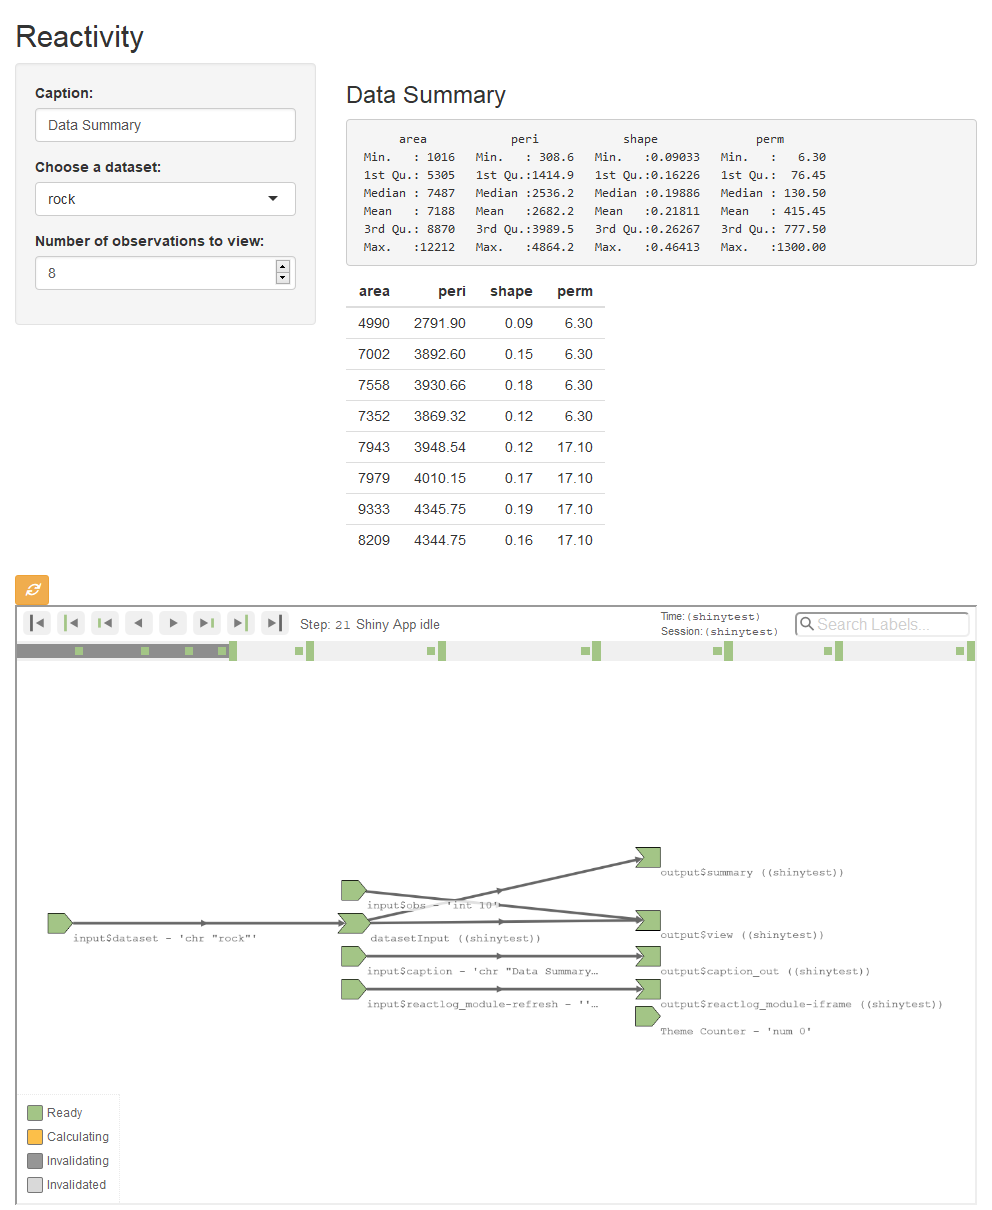 Reactivity
Caption:
Data Summary
Choose a dataset:
rock
Number of observations to view:
8
Data Summary
area peri shape perm
Min. : 1016 Min. : 308.6 Min. :0.09033 Min. : 6.30
1st Qu.: 5305 1st Qu.:1414.9 1st Qu.:0.16226 1st Qu.: 76.45
Median : 7487 Median :2536.2 Median :0.19886 Median : 130.50
Mean : 7188 Mean :2682.2 Mean :0.21811 Mean : 415.45
3rd Qu.: 8870 3rd Qu.:3989.5 3rd Qu.:0.26267 3rd Qu.: 777.50
Max. :12212 Max. :4864.2 Max. :0.46413 Max. :1300.00
area peri shape perm
4990 2791.90 0.09 6.30
7002 3892.60 0.15 6.30
7558 3930.66 0.18 6.30
7352 3869.32 0.12 6.30
7943 3948.54 0.12 17.10
7979 4010.15 0.17 17.10
9333 4345.75 0.19 17.10
8209 4344.75 0.16 17.10
Step: 21 Shiny App idle
Time: (shinytest)
Session: (shinytest)
Search Labels...
output$summary ((shinytest))
input$obs – 'int 10'
input$dataset – 'chr "rock"'
datasetInput ((shinytest))
output$view ((shinytest))
input$caption – 'chr "Data Summary…
output$caption_out ((shinytest))
input$reactlog_module-refresh – ''…
output$reactlog_module-iframe ((shinytest))
Theme Counter – 'num 0'
Ready
Calculating
Invalidating
Invalidated